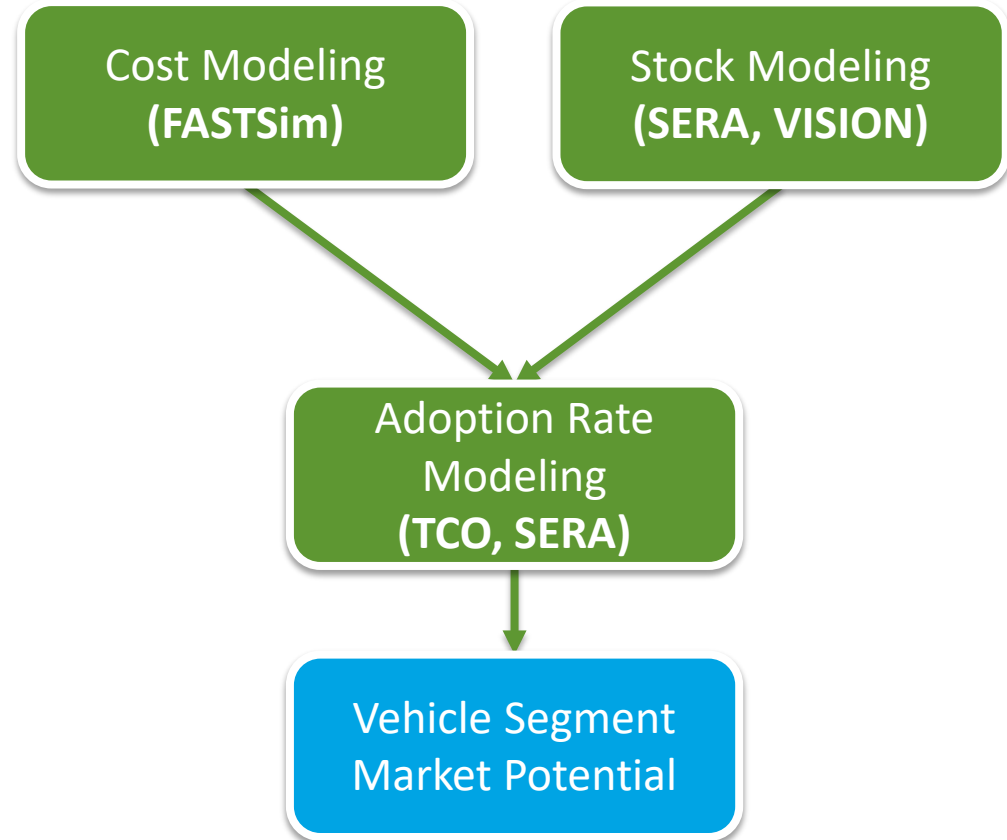 Cost Modeling
(FASTSim)
Stock Modeling
(SERA, VISION)
Adoption Rate
Modeling
(TCO, SERA)
Vehicle Segment
Market Potential